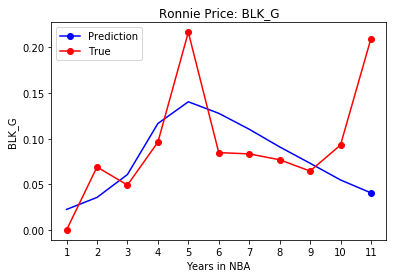 Ronnie Price: BLK_G
Prediction
True
0.20
0.15
0.10
0.05
0.00
BLK_G
1 2 3 4 5 6 7 8 9 10 11
Years in NBA